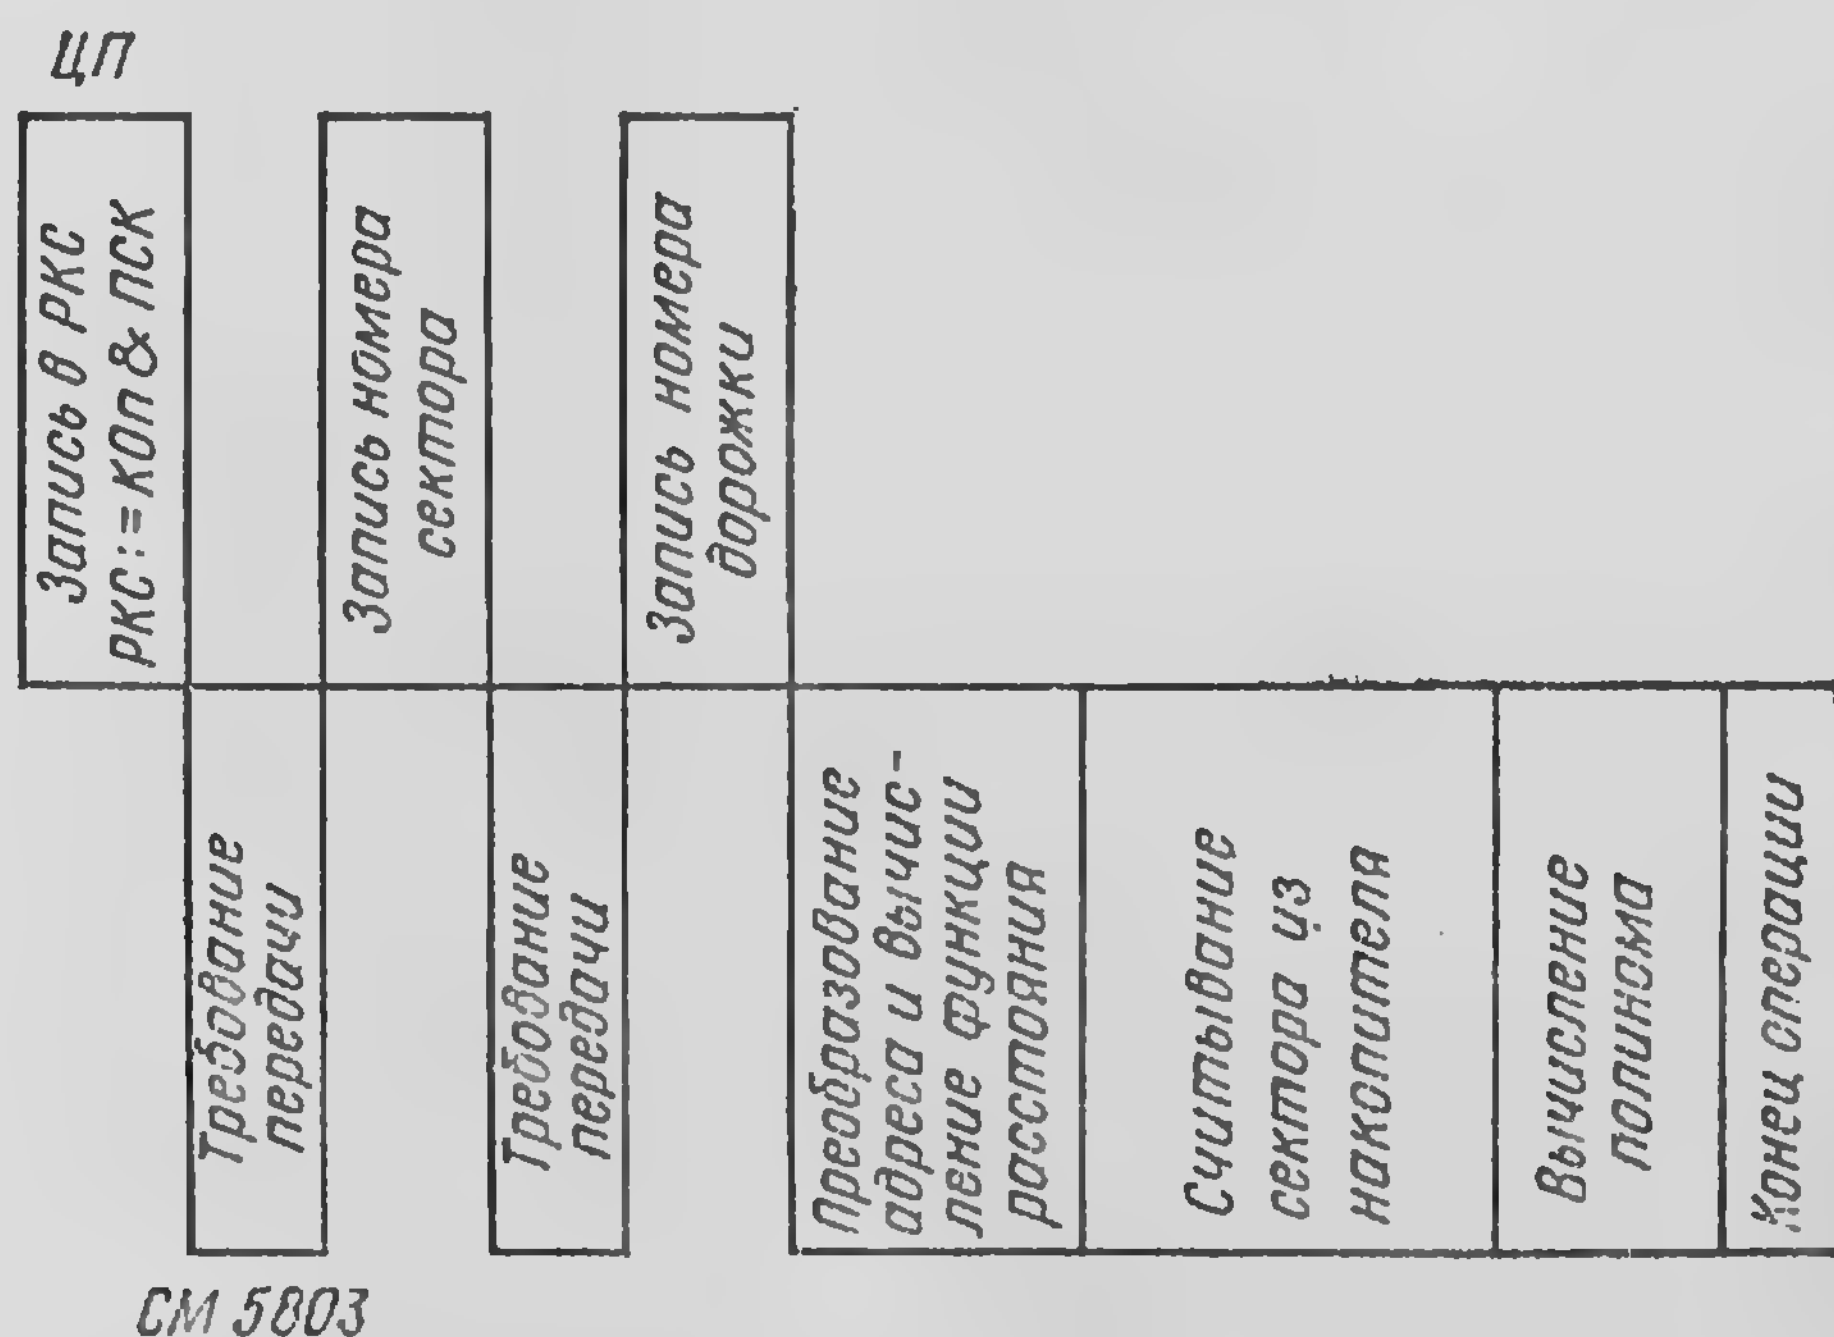 ЦП
Запись в РКС
РКС:=КОп & ПСК
Требование
передачи
Запись номера
сектора
Требование
передачи
Запись номера
дорожки
Преобразование
адреса и вычис-
ление функции
расстояния
Считывание
сектора из
накопителя
Вычисление
полинома
Конец операции
СМ 5803